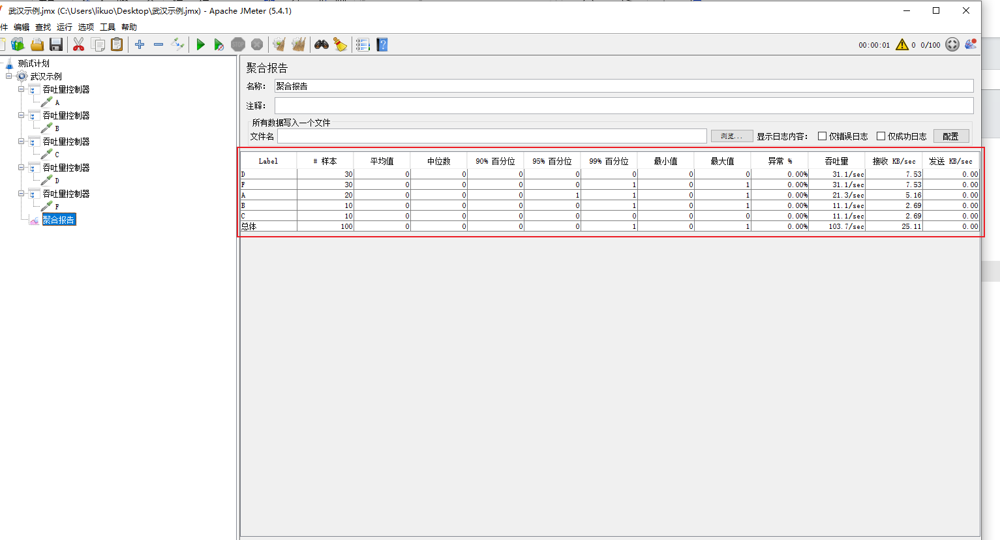 武汉示例.jmx (C:\Users\likuo\Desktop\武汉示例.jmx) - Apache JMeter (5.4.1)
件 编辑 查找 运行 选项 工具 帮助
STOP 00:00:01 0 0/100
测试计划
武汉示例
吞吐量控制器
A
吞吐量控制器
B
吞吐量控制器
C
吞吐量控制器
D
吞吐量控制器
F
聚合报告
聚合报告
名称: 聚合报告
注释:
所有数据写入一个文件
文件名 浏览... 显示日志内容: 仅错误日志 仅成功日志 配置
Label # 样本 平均值 中位数 90% 百分位 95% 百分位 99% 百分位 最小值 最大值 异常 % 吞吐量 接收 KB/sec 发送 KB/sec
D 30 0 0 0 0 0 0 0 0.00% 31.1/sec 7.53 0.00
F 30 0 0 0 0 1 0 1 0.00% 31.1/sec 7.53 0.00
A 20 0 0 0 1 1 0 1 0.00% 21.3/sec 5.16 0.00
B 10 0 0 0 0 1 0 1 0.00% 11.1/sec 2.69 0.00
C 10 0 0 0 0 0 0 0 0.00% 11.1/sec 2.69 0.00
总体 100 0 0 0 0 1 0 1 0.00% 103.7/sec 25.11 0.00